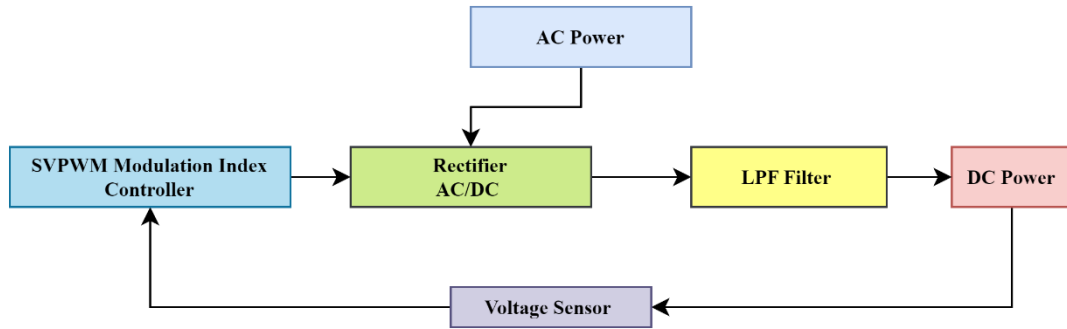 AC Power
SVPWM Modulation Index
Controller
Rectifier
AC/DC
LPF Filter
DC Power
Voltage Sensor